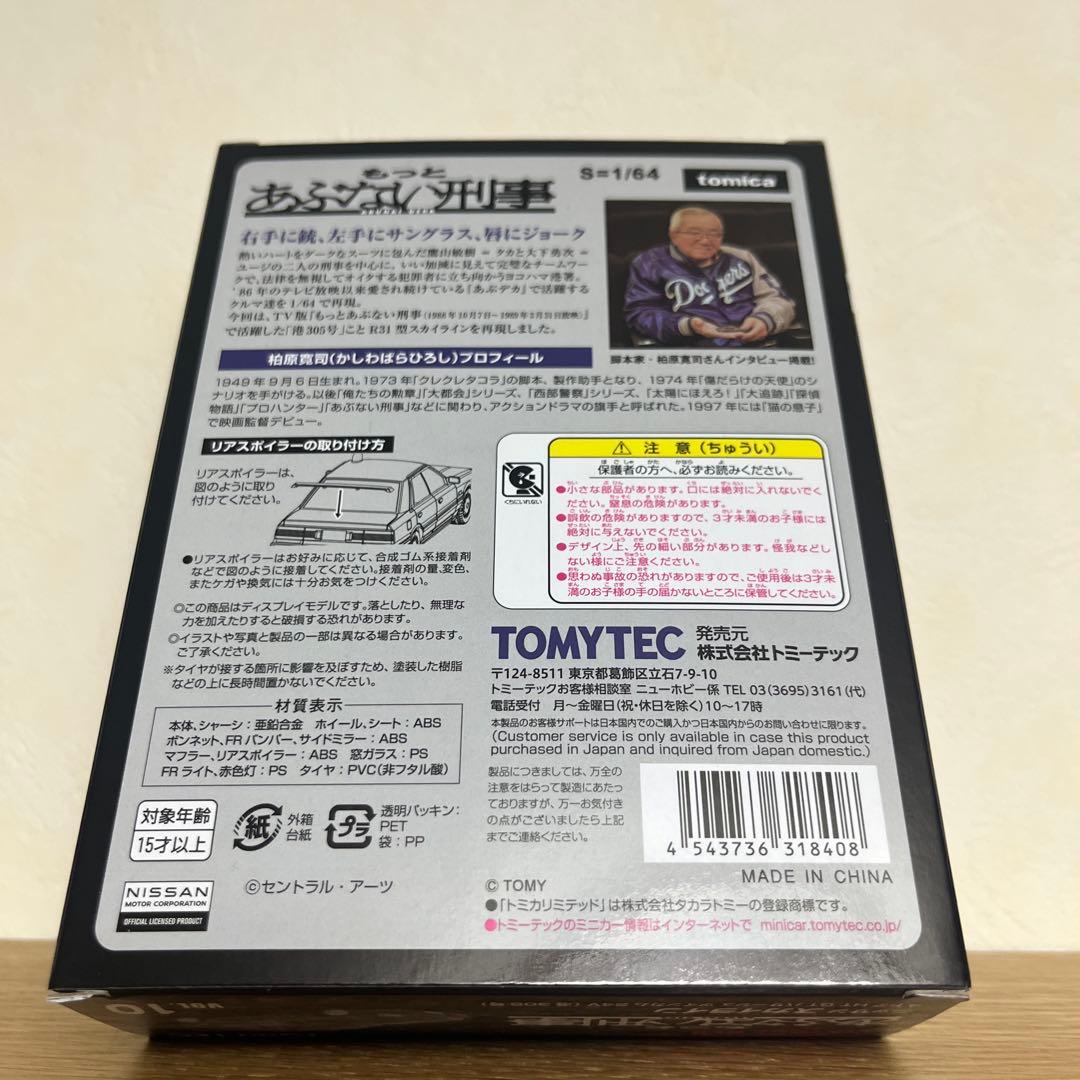 もっと
あぶない刑事
S=1/64
tomica
右手に銃、左手にサングラス、唇にジョーク
熱いハートをダークなスーツに包んだ鷹山敏樹=タカと大下勇次=
ユージの二人の刑事を中心に、いい加減に見えて完璧なチームワー
クで、法律を無視してオイタする犯罪者に立ち向かうヨコハマ港署。
'86年のテレビ放映以来愛され続けている「あぶデカ」で活躍する
クルマ達を1/64で再現。
今回は、TV版「もっとあぶない刑事(1988年10月7日~1989年3月31日放映)」
で活躍した「港305号」ことR31型スカイラインを再現しました。
Dodgers
脚本家・柏原寛司さんインタビュー掲載!
柏原寛司(かしわばらひろし)プロフィール
1949年9月6日生まれ。1973年「クレクレタコラ」の脚本、製作助手となり、1974年「傷だらけの天使」のシ
ナリオを手がける。以後「俺たちの勲章」「大都会」シリーズ、「西部警察」シリーズ、「太陽にほえろ!」「大追跡」「探偵
物語」「プロハンター」「あぶない刑事」などに関わり、アクションドラマの旗手と呼ばれた。1997年には「猫の息子」
で映画監督デビュー。
リアスポイラーの取り付け方
リアスポイラーは、
図のように取り
付けてください。
●リアスポイラーはお好みに応じて、合成ゴム系接着剤
などで図のように接着してください。接着剤の量、変色、
またケガや換気には十分お気をつけください。
◎この商品はディスプレイモデルです。落としたり、無理な
力を加えたりすると破損する恐れがあります。
◎イラストや写真と製品の一部は異なる場合があります。
ご了承ください。
※タイヤが接する箇所に影響を及ぼすため、塗装した樹脂
などの上に長時間置かないでください。
材質表示
本体、シャーシ:亜鉛合金 ホイール、シート:ABS
ボンネット、FRバンパー、サイドミラー:ABS
マフラー、リアスポイラー:ABS 窓ガラス:PS
FRライト、赤色灯:PS タイヤ:PVC(非フタル酸)
対象年齢
15才以上
紙
外箱
台紙
プラ
透明パッキン:
PET
袋:PP
NISSAN
MOTOR CORPORATION
OFFICIAL LICENSED PRODUCT
©セントラル・アーツ
くちにいれない
⚠ 注意(ちゅうい)
保護者の方へ、必ずお読みください。
●小さな部品があります。口には絶対に入れないでく
ださい。窒息の危険があります。
●誤飲の危険がありますので、3才未満のお子様には
絶対に与えないでください。
●デザイン上、先の細い部分があります。怪我などし
ない様にご注意ください。
●思わぬ事故の恐れがありますので、ご使用後は3才未
満のお子様の手の届かないところに保管してください。
TOMYTEC 発売元
株式会社トミーテック
〒124-8511 東京都葛飾区立石7-9-10
トミーテックお客様相談室 ニューホビー係 TEL 03(3695)3161(代)
電話受付 月~金曜日(祝・休日を除く)10~17時
本製品のお客様サポートは日本国内でのご購入かつ日本国内からのお問い合わせに限ります。
(Customer service is only available in case this product
purchased in Japan and inquired from Japan domestic.)
製品につきましては、万全の
注意をはらって製造にあたっ
ておりますが、万一お気付き
の点がございましたら上記
までご連絡ください。
4 543736 318408
MADE IN CHINA
© TOMY
●「トミカリミテッド」は株式会社タカラトミーの登録商標です。
●トミーテックのミニカー情報はインターネットで minicar.tomytec.co.jp/
vol.10